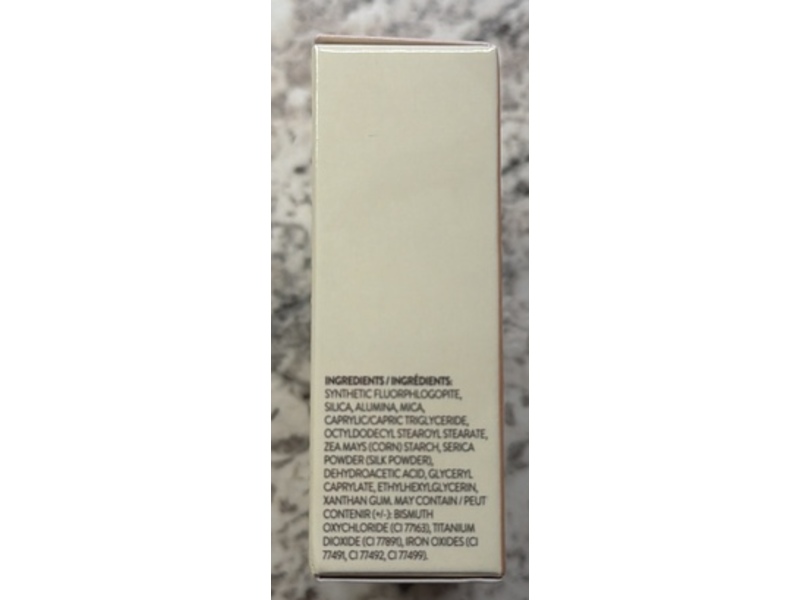 INGREDIENTS / INGRÉDIENTS:
SYNTHETIC FLUORPHLOGOPITE,
SILICA, ALUMINA, MICA,
CAPRYLIC/CAPRIC TRIGLYCERIDE,
OCTYLDODECYL STEAROYL STEARATE,
ZEA MAYS (CORN) STARCH, SERICA
POWDER (SILK POWDER),
DEHYDROACETIC ACID, GLYCERYL
CAPRYLATE, ETHYLHEXYLGLYCERIN,
XANTHAN GUM. MAY CONTAIN / PEUT
CONTENIR (+/-): BISMUTH
OXYCHLORIDE (CI 77163), TITANIUM
DIOXIDE (CI 77891), IRON OXIDES (CI
77491, CI 77492, CI 77499).